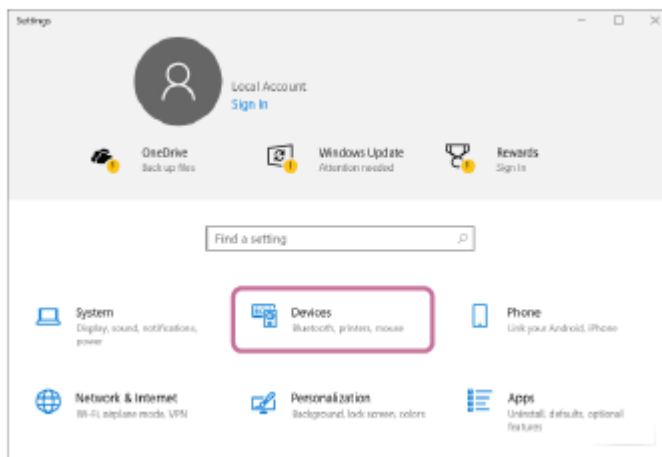 Settings
Local Account
Sign In
OneDrive
Back up files
Windows Update
Attention needed
Rewards
Sign In
Find a setting
System
Display, sound, notifications,
power
Devices
Bluetooth, printers, mouse
Phone
Link your Android, iPhone
Network & Internet
Wi-Fi, airplane mode, VPN
Personalization
Background, lock screen, colors
Apps
Uninstall, defaults, optional
features